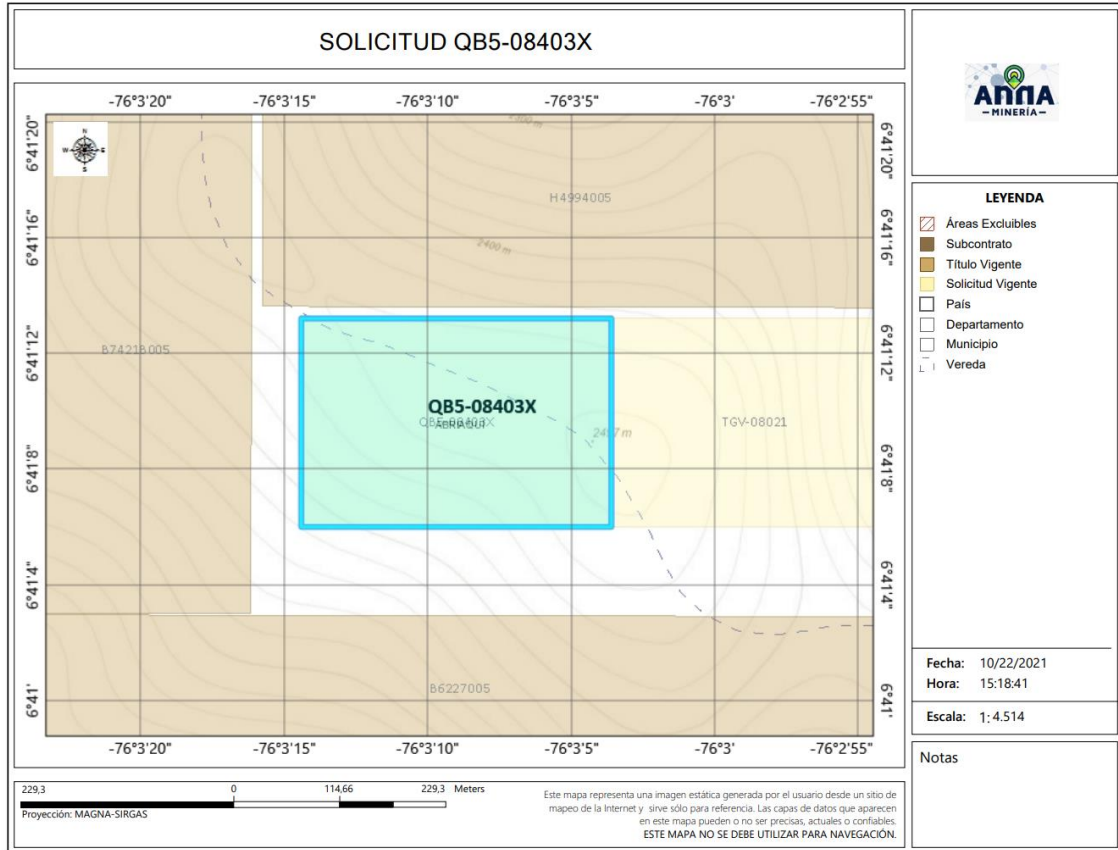 SOLICITUD QB5-08403X
-76°3'20" -76°3'15" -76°3'10" -76°3'5" -76°3' -76°2'55"
6°41'20" 6°41'20"
N
W E
S
H4994005
6°41'16" 6°41'16"
2400 m
6°41'12" 6°41'12"
B7421B005
QB5-08403X
QB5-08403X
ABRIAQUÍ
TGV-08021
6°41'8" 6°41'8"
6°41'4" 6°41'4"
B6227005
6°41' 6°41'
-76°3'20" -76°3'15" -76°3'10" -76°3'5" -76°3' -76°2'55"
229,3 0 114,66 229,3 Meters
Proyección: MAGNA-SIRGAS
Este mapa representa una imagen estática generada por el usuario desde un sitio de
mapeo de la Internet y sirve sólo para referencia. Las capas de datos que aparecen
en este mapa pueden o no ser precisas, actuales o confiables.
ESTE MAPA NO SE DEBE UTILIZAR PARA NAVEGACIÓN.
ANNA
–MINERÍA–
LEYENDA
Áreas Excluibles
Subcontrato
Título Vigente
Solicitud Vigente
País
Departamento
Municipio
Vereda
Fecha: 10/22/2021
Hora: 15:18:41
Escala: 1: 4.514
Notas